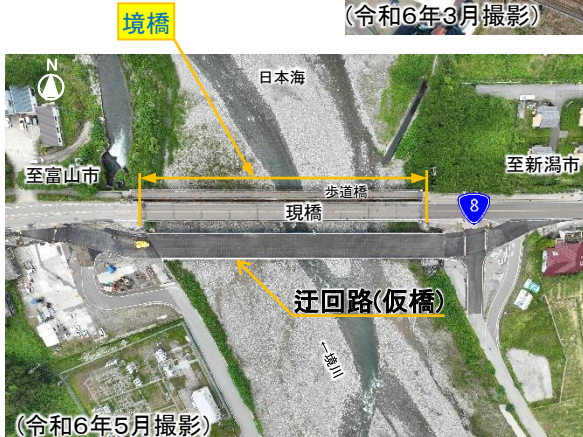 境橋
(令和6年3月撮影)
N
日本海
至富山市
至新潟市
歩道橋
現橋
8
迂回路(仮橋)
←境川
(令和6年5月撮影)